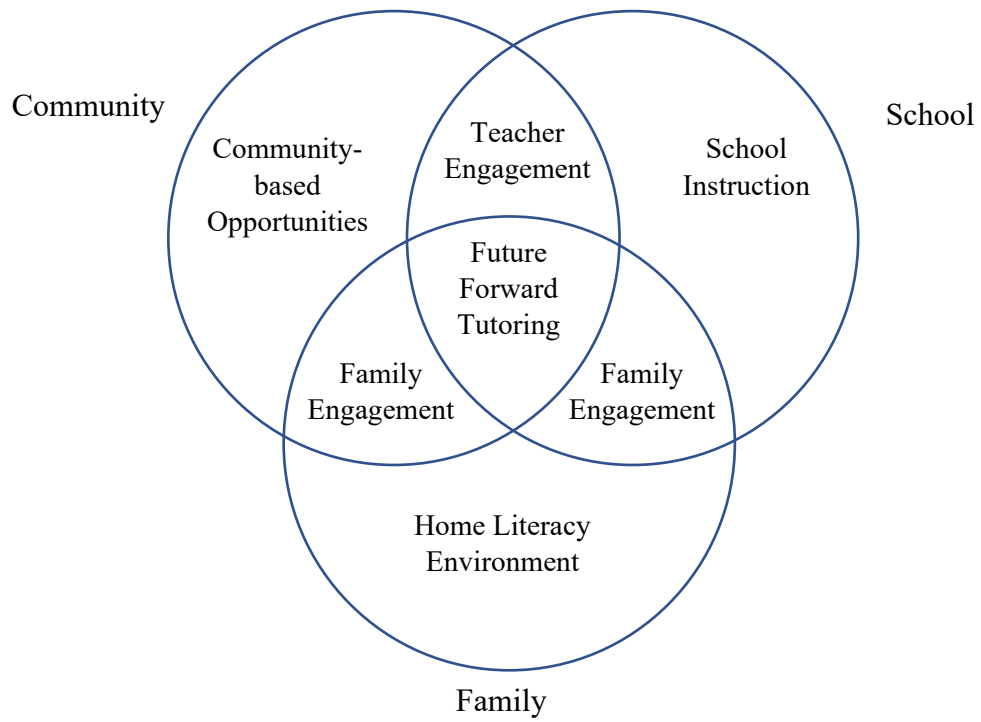 Community
School
Community-
based
Opportunities
Teacher
Engagement
School
Instruction
Future
Forward
Tutoring
Family
Engagement
Family
Engagement
Home Literacy
Environment
Family